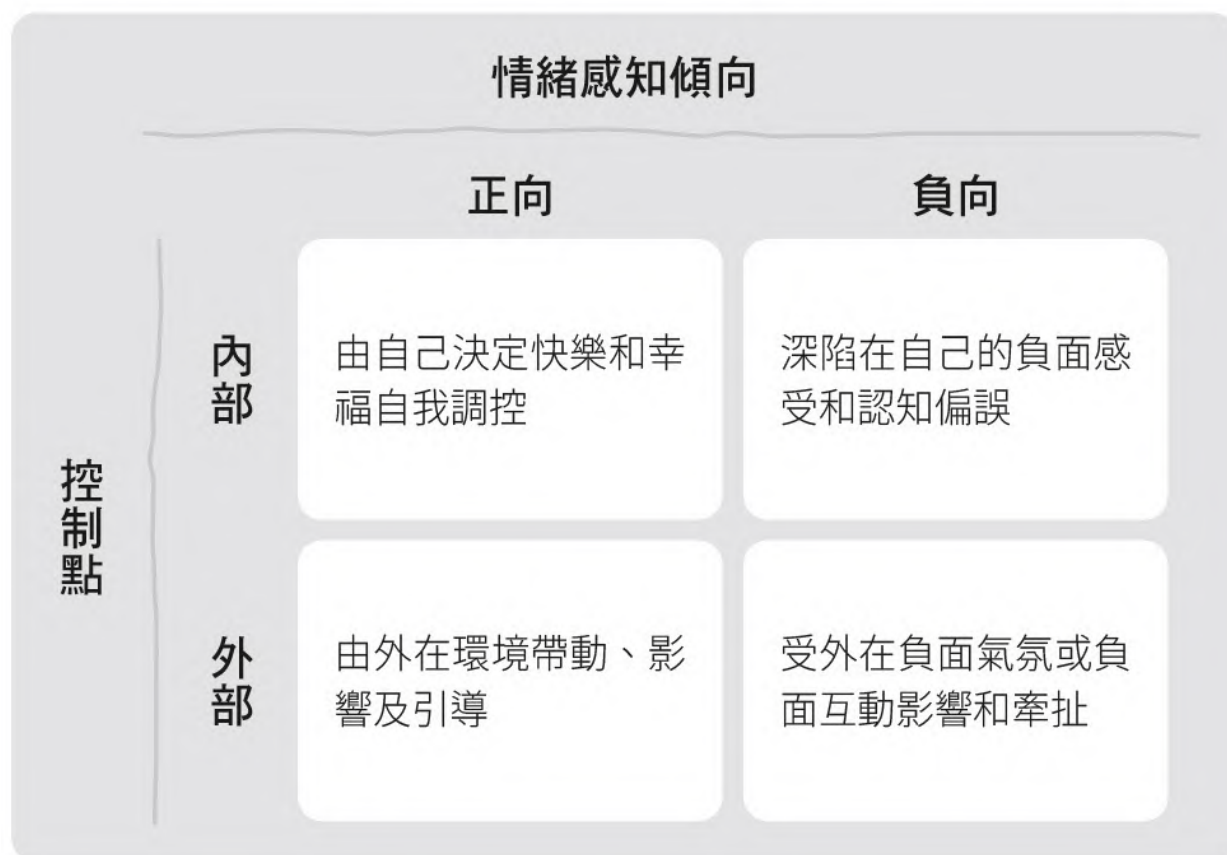 情緒感知傾向
正向
負向
控制點
內部
由自己決定快樂和幸
福自我調控
深陷在自己的負面感
受和認知偏誤
外部
由外在環境帶動、影
響及引導
受外在負面氣氛或負
面互動影響和牽扯